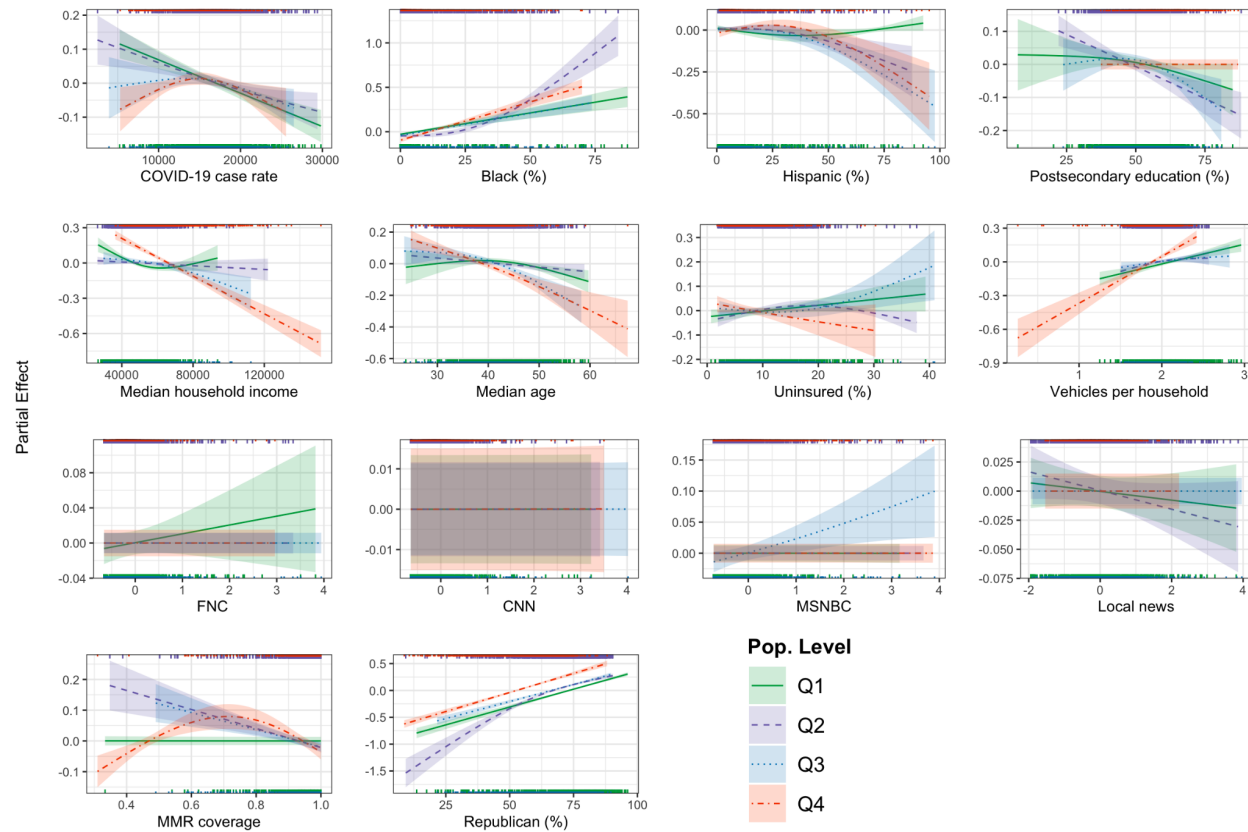 Partial Effect
0.2
0.1
0.0
-0.1
10000 20000 30000
COVID-19 case rate
1.0
0.5
0.0
0 25 50 75
Black (%)
0.00
-0.25
-0.50
0 25 50 75 100
Hispanic (%)
0.1
0.0
-0.1
-0.2
25 50 75
Postsecondary education (%)
0.3
0.0
-0.3
-0.6
40000 80000 120000
Median household income
0.2
0.0
-0.2
-0.4
-0.6
30 40 50 60
Median age
0.3
0.2
0.1
0.0
-0.1
-0.2
0 10 20 30 40
Uninsured (%)
0.3
0.0
-0.3
-0.6
-0.9
1 2 3
Vehicles per household
0.08
0.04
0.00
-0.04
0 1 2 3 4
FNC
0.01
0.00
-0.01
0 1 2 3 4
CNN
0.15
0.10
0.05
0.00
0 1 2 3 4
MSNBC
0.025
0.000
-0.025
-0.050
-0.075
-2 0 2 4
Local news
0.2
0.1
0.0
-0.1
0.4 0.6 0.8 1.0
MMR coverage
0.5
0.0
-0.5
-1.0
-1.5
25 50 75 100
Republican (%)
Pop. Level
Q1
Q2
Q3
Q4